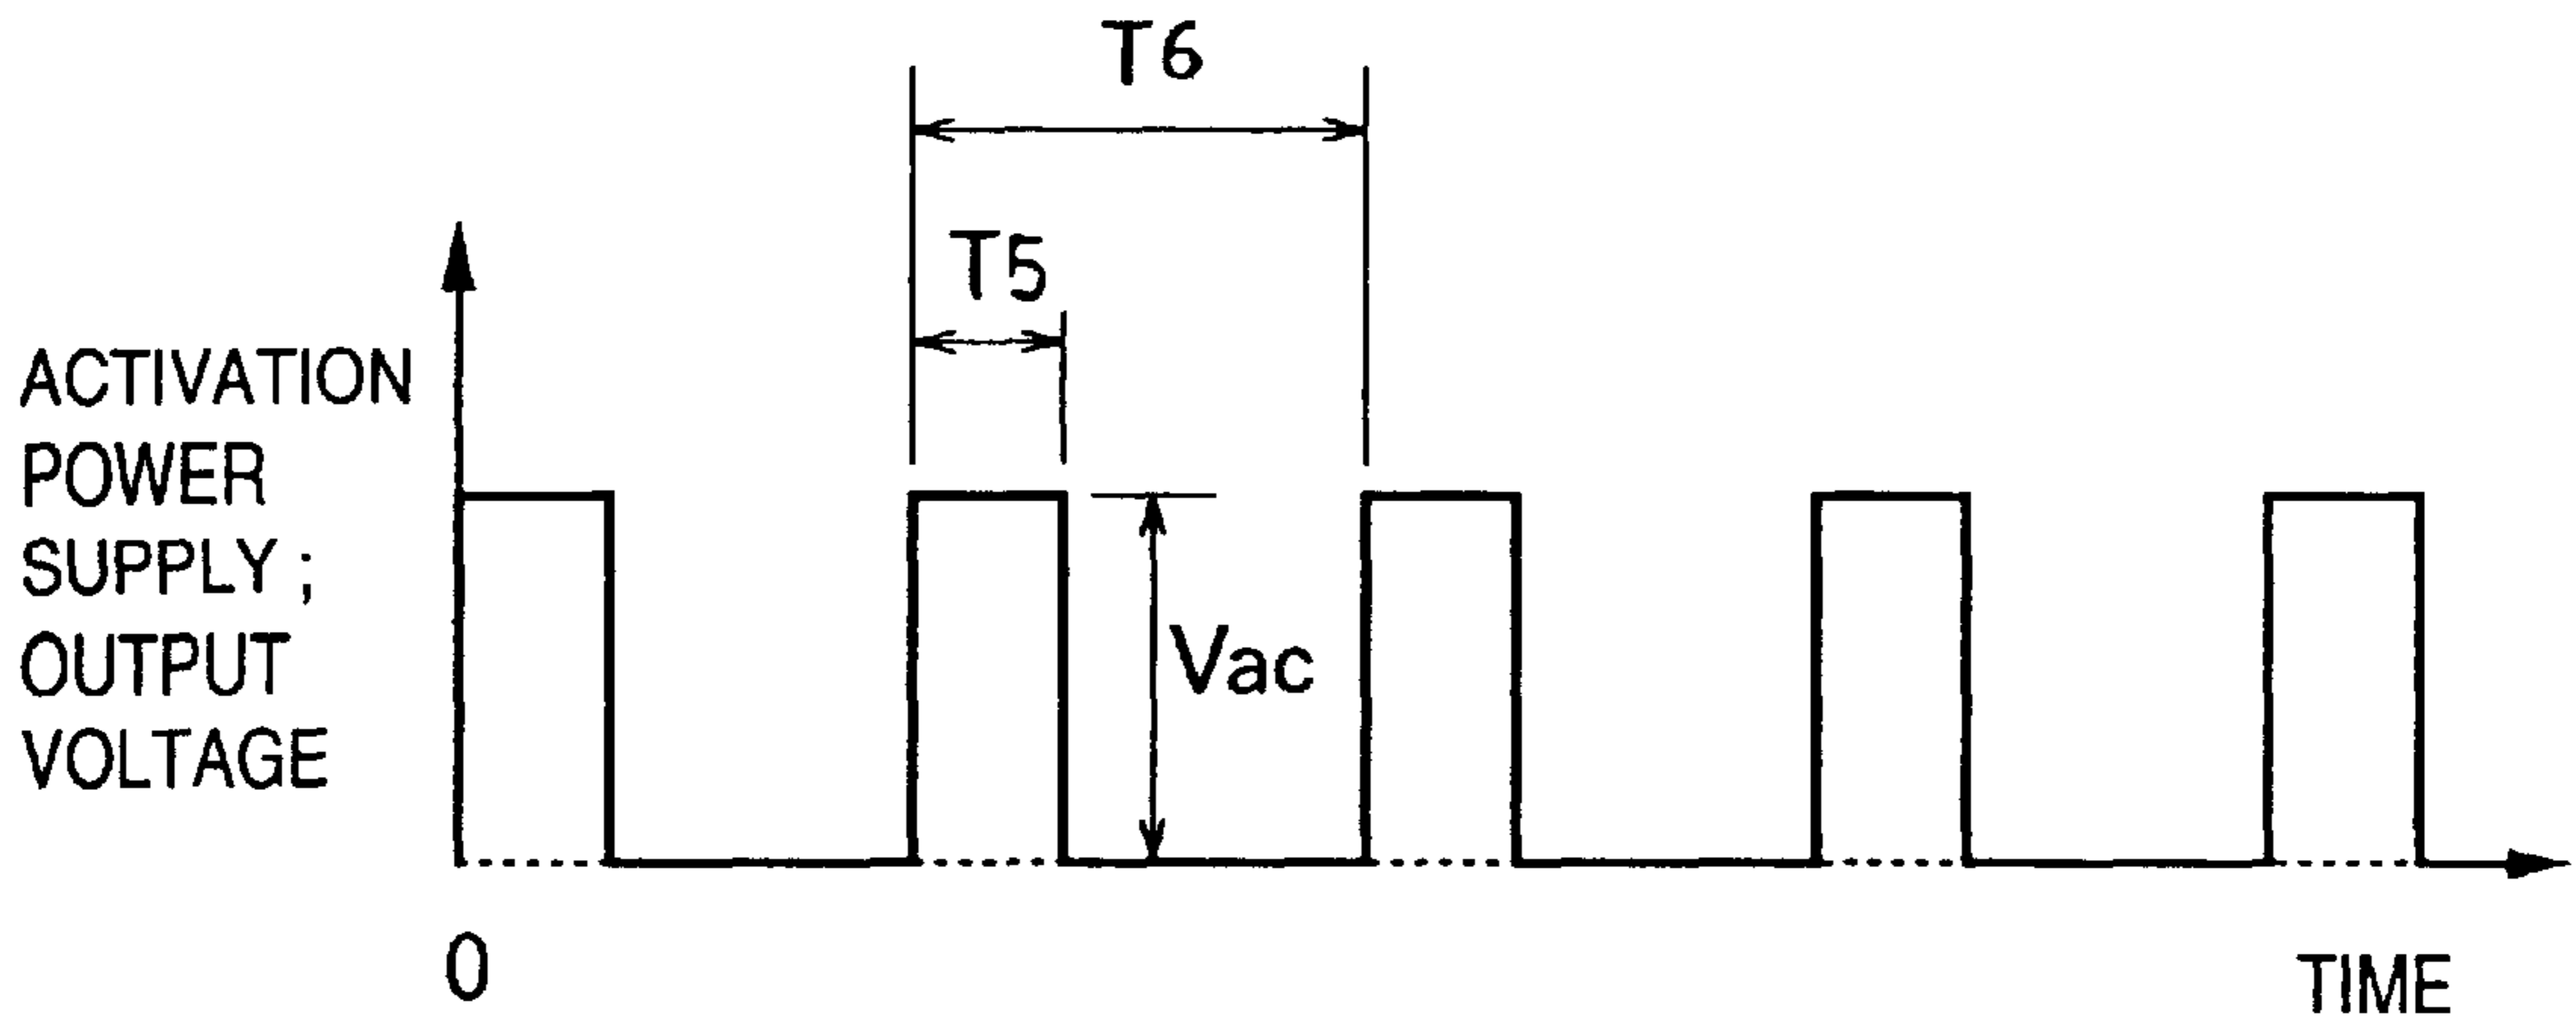 T6
T5
ACTIVATION
POWER
SUPPLY ;
OUTPUT
VOLTAGE
Vac
0
TIME